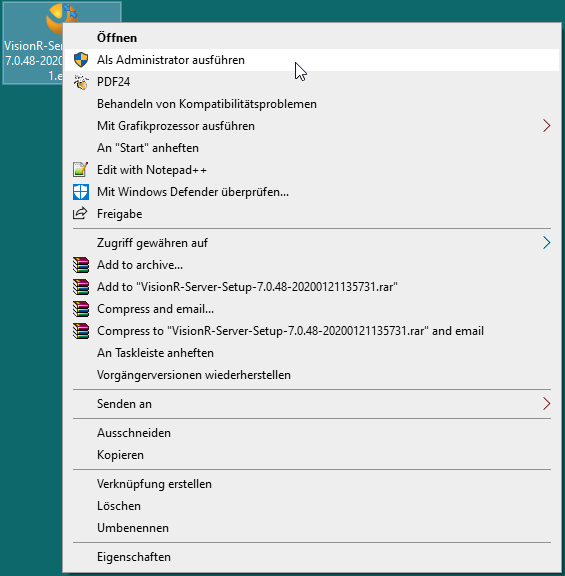 VisionR-Se
7.0.48-2020
1.e
Öffnen
Als Administrator ausführen
PDF24
Behandeln von Kompatibilitätsproblemen
Mit Grafikprozessor ausführen
An "Start" anheften
Edit with Notepad++
Mit Windows Defender überprüfen...
Freigabe
Zugriff gewähren auf
Add to archive...
Add to "VisionR-Server-Setup-7.0.48-20200121135731.rar"
Compress and email...
Compress to "VisionR-Server-Setup-7.0.48-20200121135731.rar" and email
An Taskleiste anheften
Vorgängerversionen wiederherstellen
Senden an
Ausschneiden
Kopieren
Verknüpfung erstellen
Löschen
Umbenennen
Eigenschaften